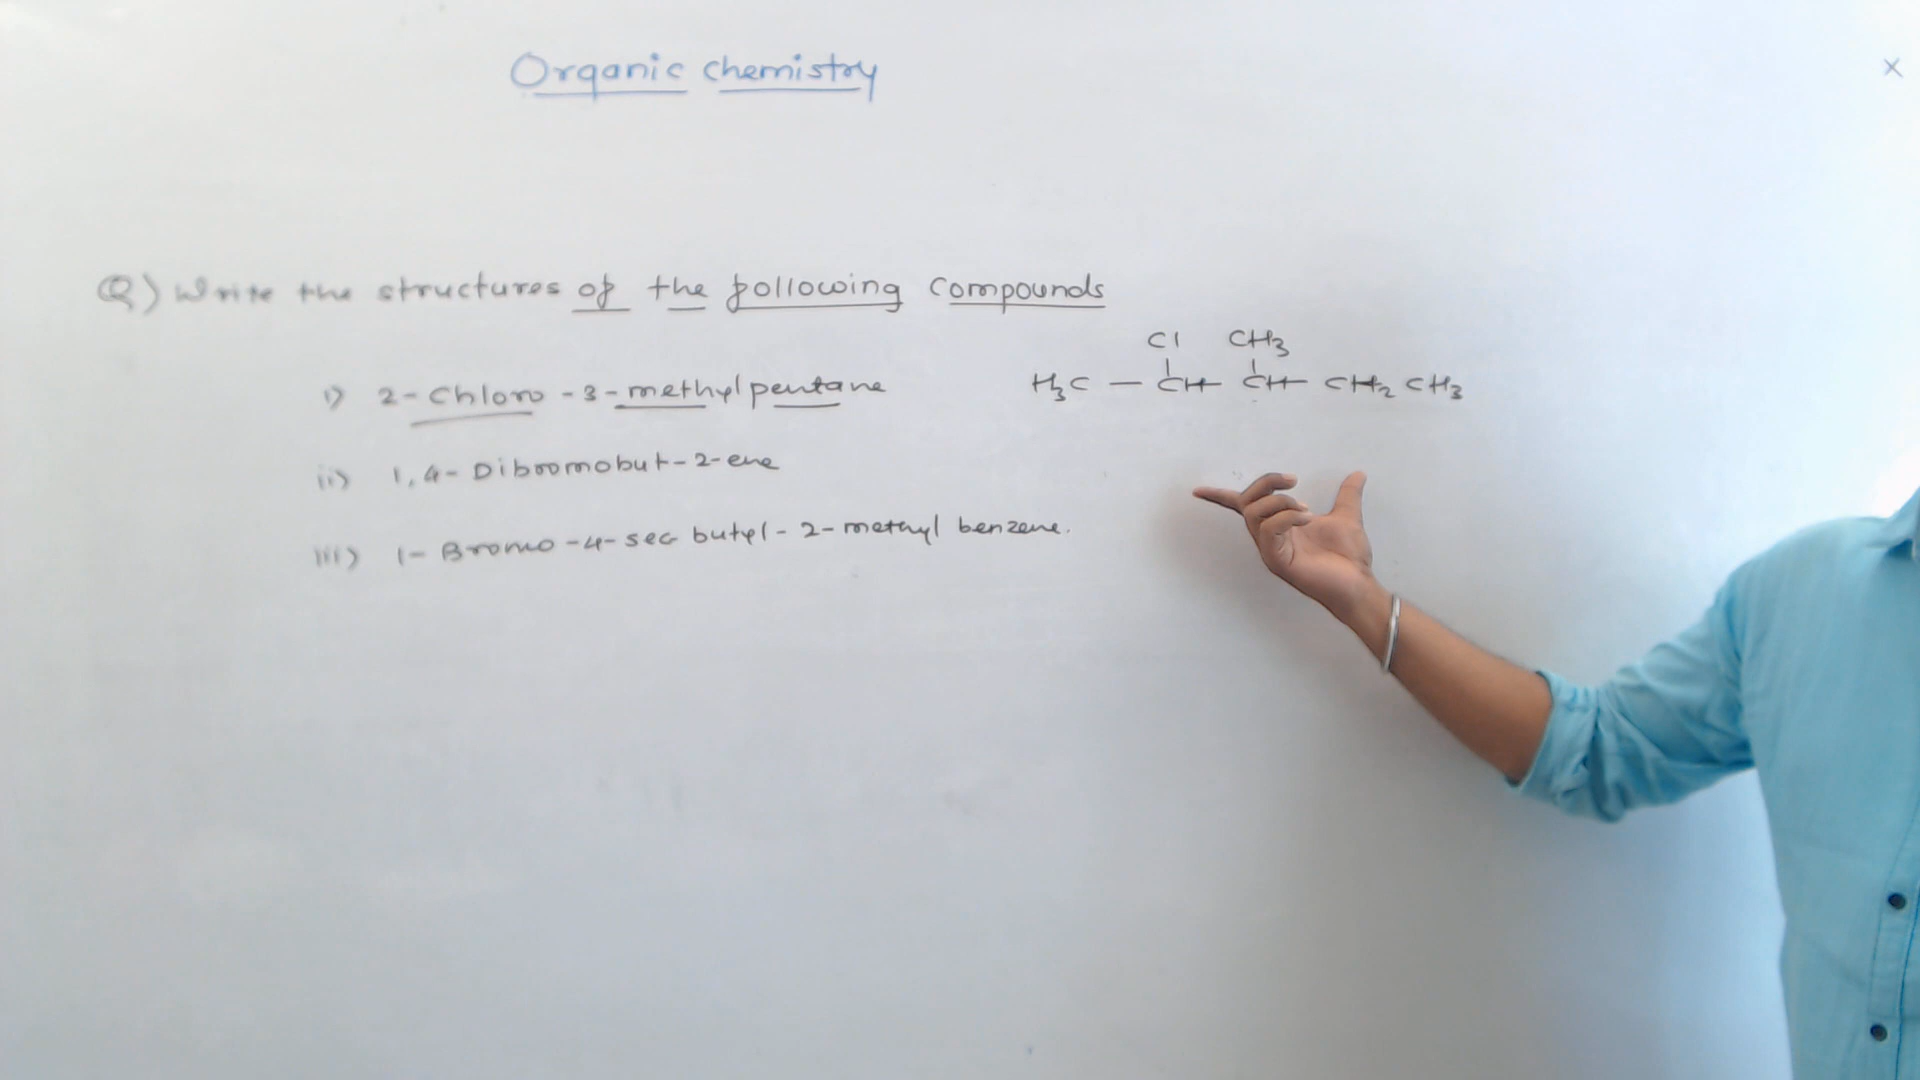 Organic chemistry
×
Q) Write the structures of the following compounds
Cl CH3
i) 2-Chloro-3-methylpentane H3C — CH — CH — CH2 CH3
ii) 1,4-Dibromobut-2-ene
iii) 1-Bromo-4-sec butyl-2-methyl benzene.